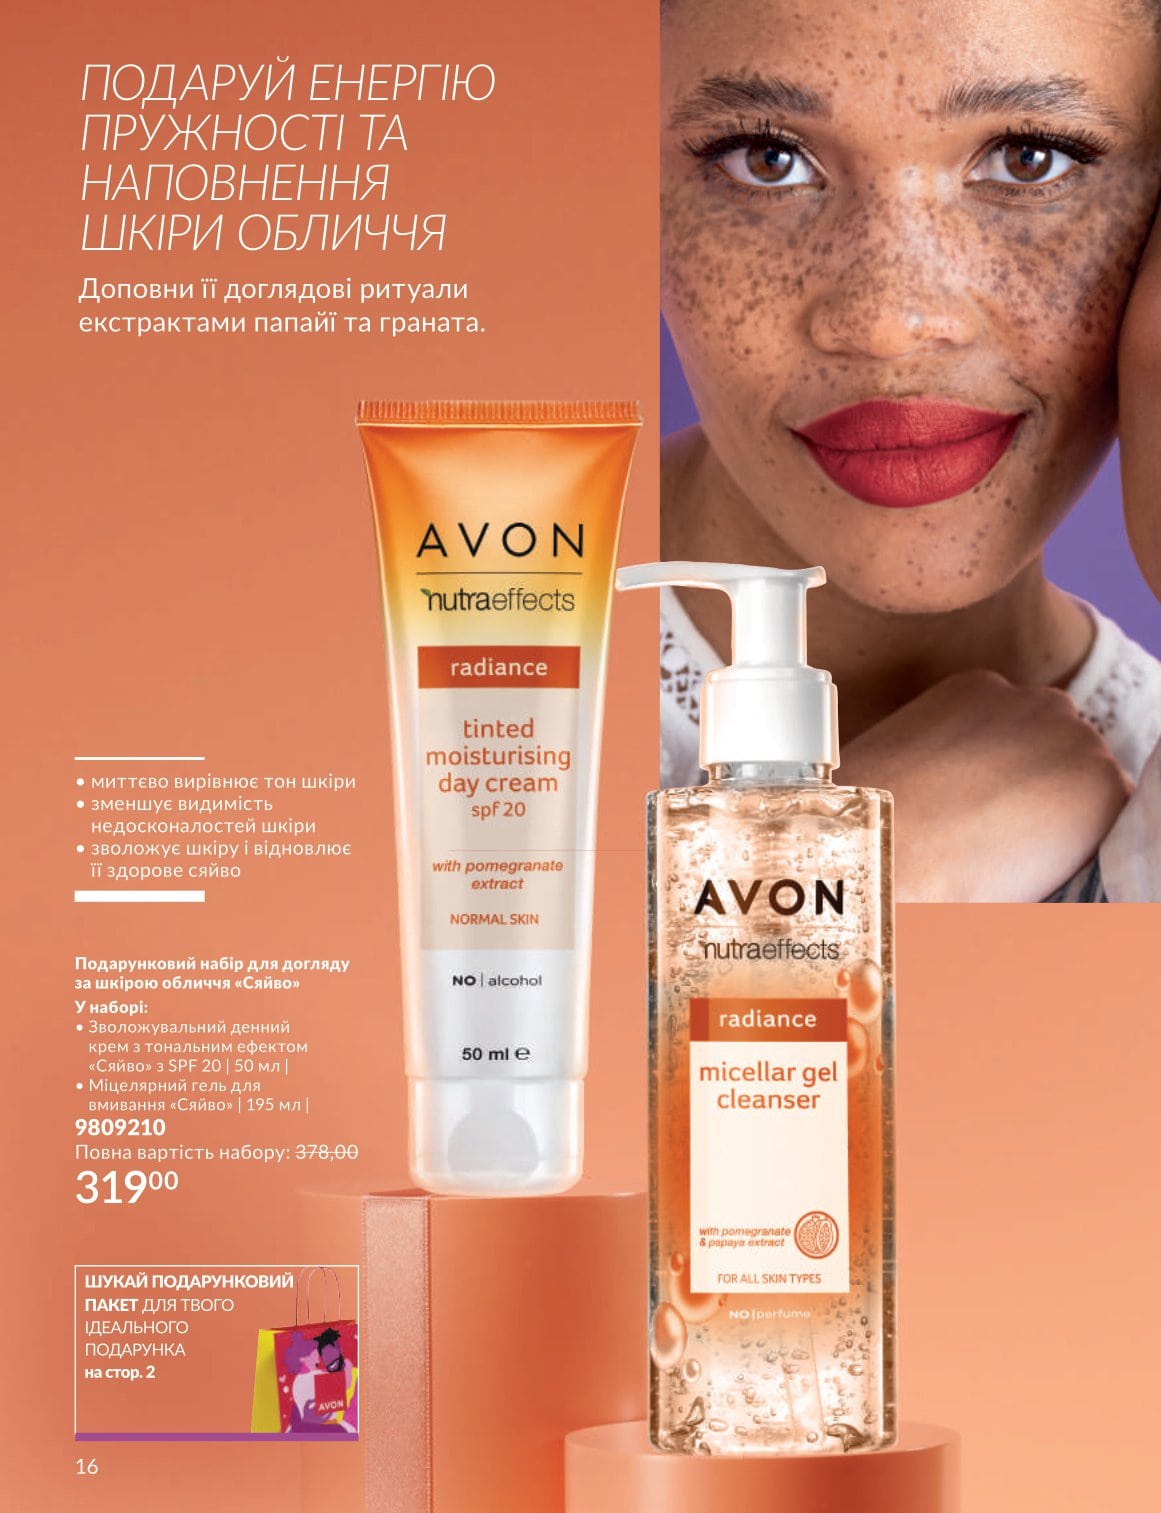 ПОДАРУЙ ЕНЕРГІЮ
ПРУЖНОСТІ ТА
НАПОВНЕННЯ
ШКІРИ ОБЛИЧЧЯ
Доповни її доглядові ритуали
екстрактами папайї та граната.
AVON
nutraeffects
radiance
tinted
moisturising
day cream
spf 20
with pomegranate
extract
NORMAL SKIN
NO | alcohol
50 ml e
AVON
nutraeffects
radiance
micellar gel
cleanser
with pomegranate
& papaya extract
FOR ALL SKIN TYPES
NO | perfume
• миттєво вирівнює тон шкіри
• зменшує видимість
недосконалостей шкіри
• зволожує шкіру і відновлює
її здорове сяйво
Подарунковий набір для догляду
за шкірою обличчя «Сяйво»
У наборі:
• Зволожувальний денний
крем з тональним ефектом
«Сяйво» з SPF 20 | 50 мл |
• Міцелярний гель для
вмивання «Сяйво» | 195 мл |
9809210
Повна вартість набору: 378,00
319⁰⁰
ШУКАЙ ПОДАРУНКОВИЙ
ПАКЕТ ДЛЯ ТВОГО
ІДЕАЛЬНОГО
ПОДАРУНКА
на стор. 2
AVON
16